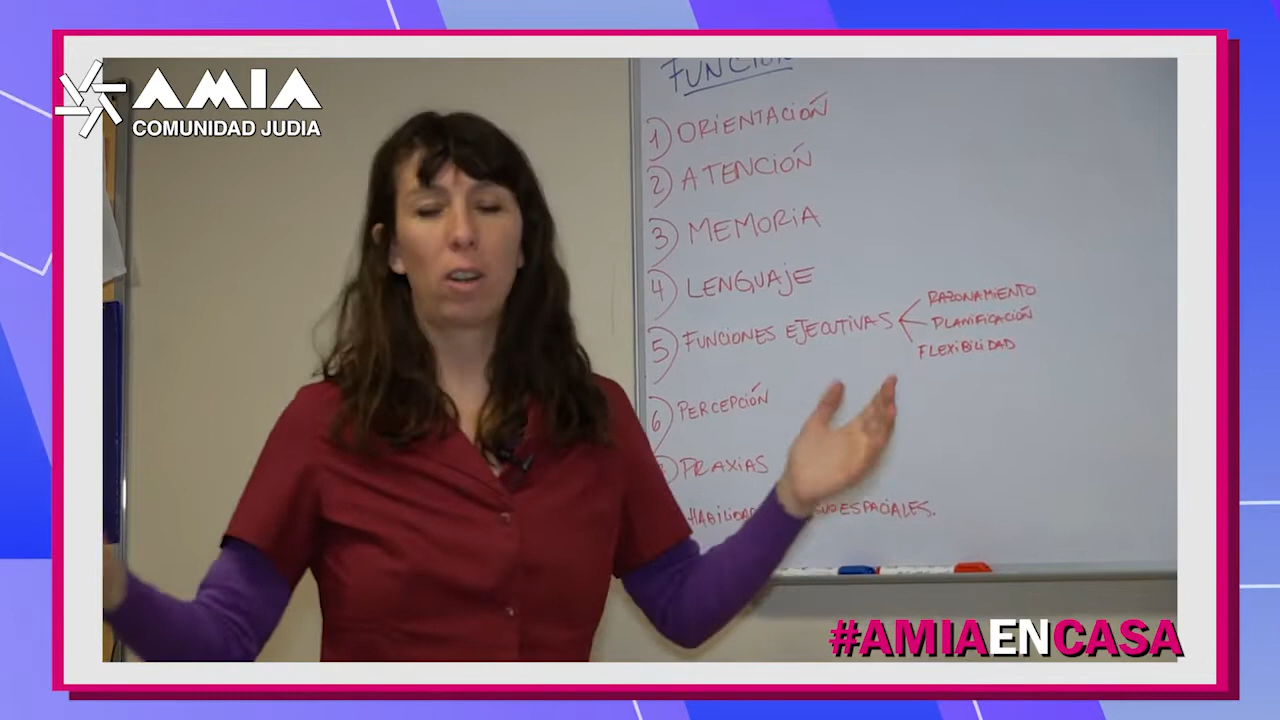 AMIA
COMUNIDAD JUDIA
1) ORIENTACIÓN
2) ATENCIÓN
3) MEMORIA
4) LENGUAJE
5) FUNCIONES EJECUTIVAS
RAZONAMIENTO
PLANIFICACIÓN
FLEXIBILIDAD
6) PERCEPCIÓN
PRAXIAS
#AMIAENCASA